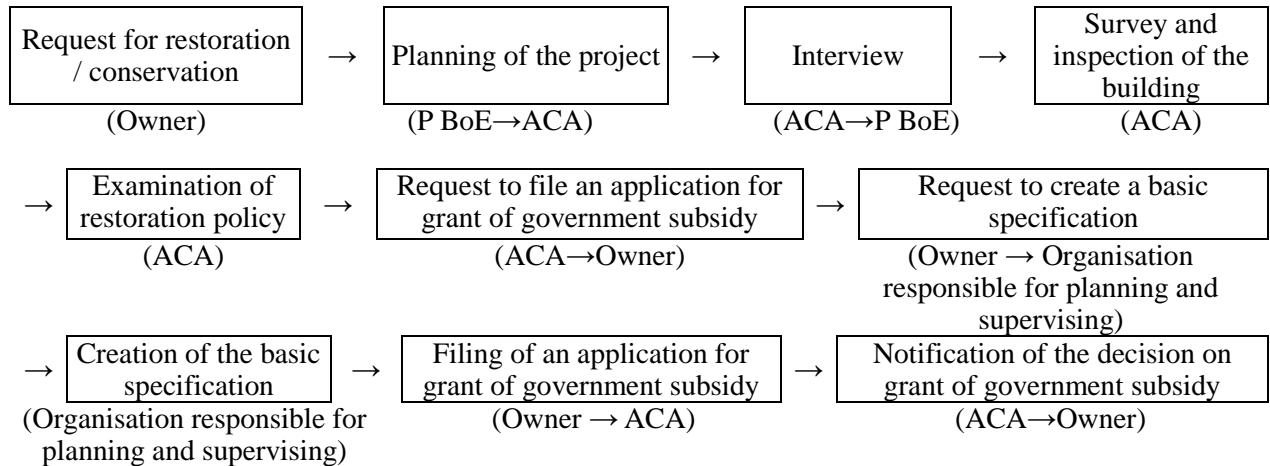 Request for restoration
/ conservation
(Owner)
→
Planning of the project
(P BoE→ACA)
→
Interview
(ACA→P BoE)
→
Survey and
inspection of the
building
(ACA)
→
Examination of
restoration policy
(ACA)
→
Request to file an application for
grant of government subsidy
(ACA→Owner)
→
Request to create a basic
specification
(Owner → Organisation
responsible for planning and
supervising)
→
Creation of the basic
specification
(Organisation responsible for
planning and supervising)
→
Filing of an application for
grant of government subsidy
(Owner → ACA)
→
Notification of the decision on
grant of government subsidy
(ACA→Owner)